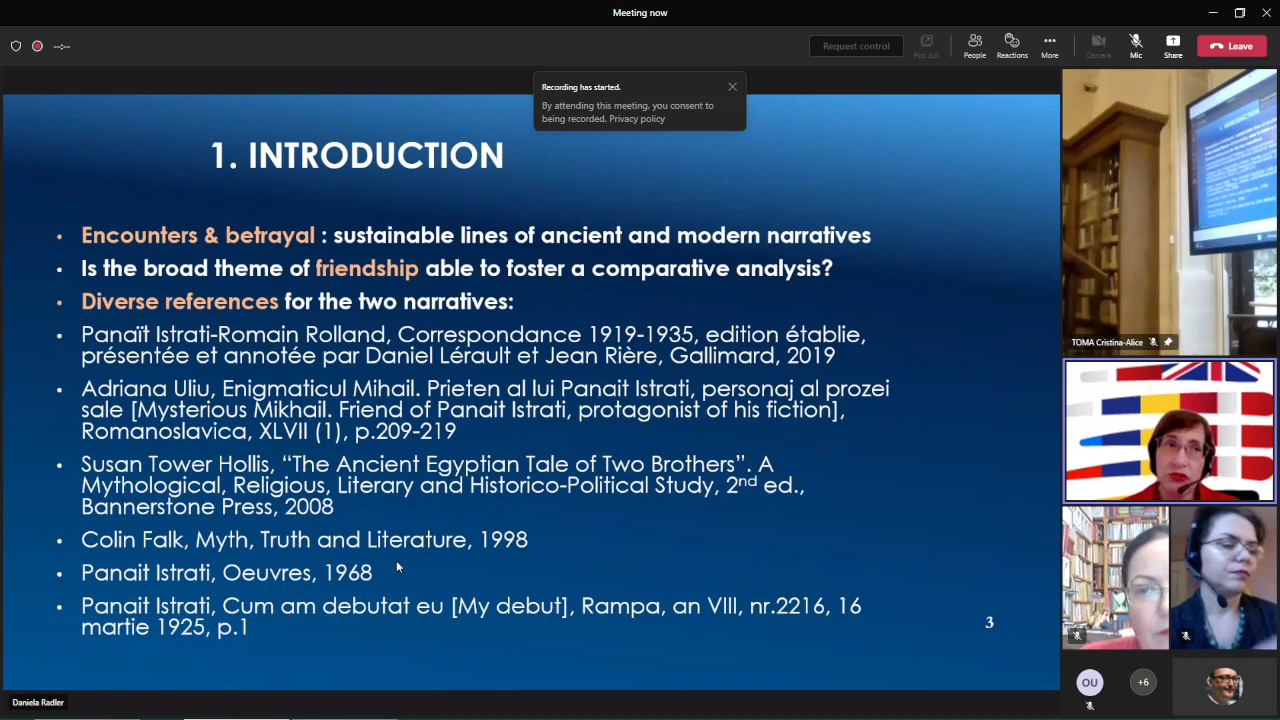 Meeting now
Request control
Pop out
People
Reactions
More
Camera
Mic
Share
Leave
Recording has started.
By attending this meeting, you consent to
being recorded. Privacy policy
1. INTRODUCTION
• Encounters & betrayal : sustainable lines of ancient and modern narratives
• Is the broad theme of friendship able to foster a comparative analysis?
• Diverse references for the two narratives:
• Panaït Istrati-Romain Rolland, Correspondance 1919-1935, edition établie,
présentée et annotée par Daniel Lérault et Jean Rière, Gallimard, 2019
• Adriana Uliu, Enigmaticul Mihail. Prieten al lui Panait Istrati, personaj al prozei
sale [Mysterious Mikhail. Friend of Panait Istrati, protagonist of his fiction],
Romanoslavica, XLVII (1), p.209-219
• Susan Tower Hollis, “The Ancient Egyptian Tale of Two Brothers”. A
Mythological, Religious, Literary and Historico-Political Study, 2nd ed.,
Bannerstone Press, 2008
• Colin Falk, Myth, Truth and Literature, 1998
• Panait Istrati, Oeuvres, 1968
• Panait Istrati, Cum am debutat eu [My debut], Rampa, an VIII, nr.2216, 16
martie 1925, p.1
3
Daniela Radler
1. INTRODUCTION
TOMA Cristina-Alice
OU
+6